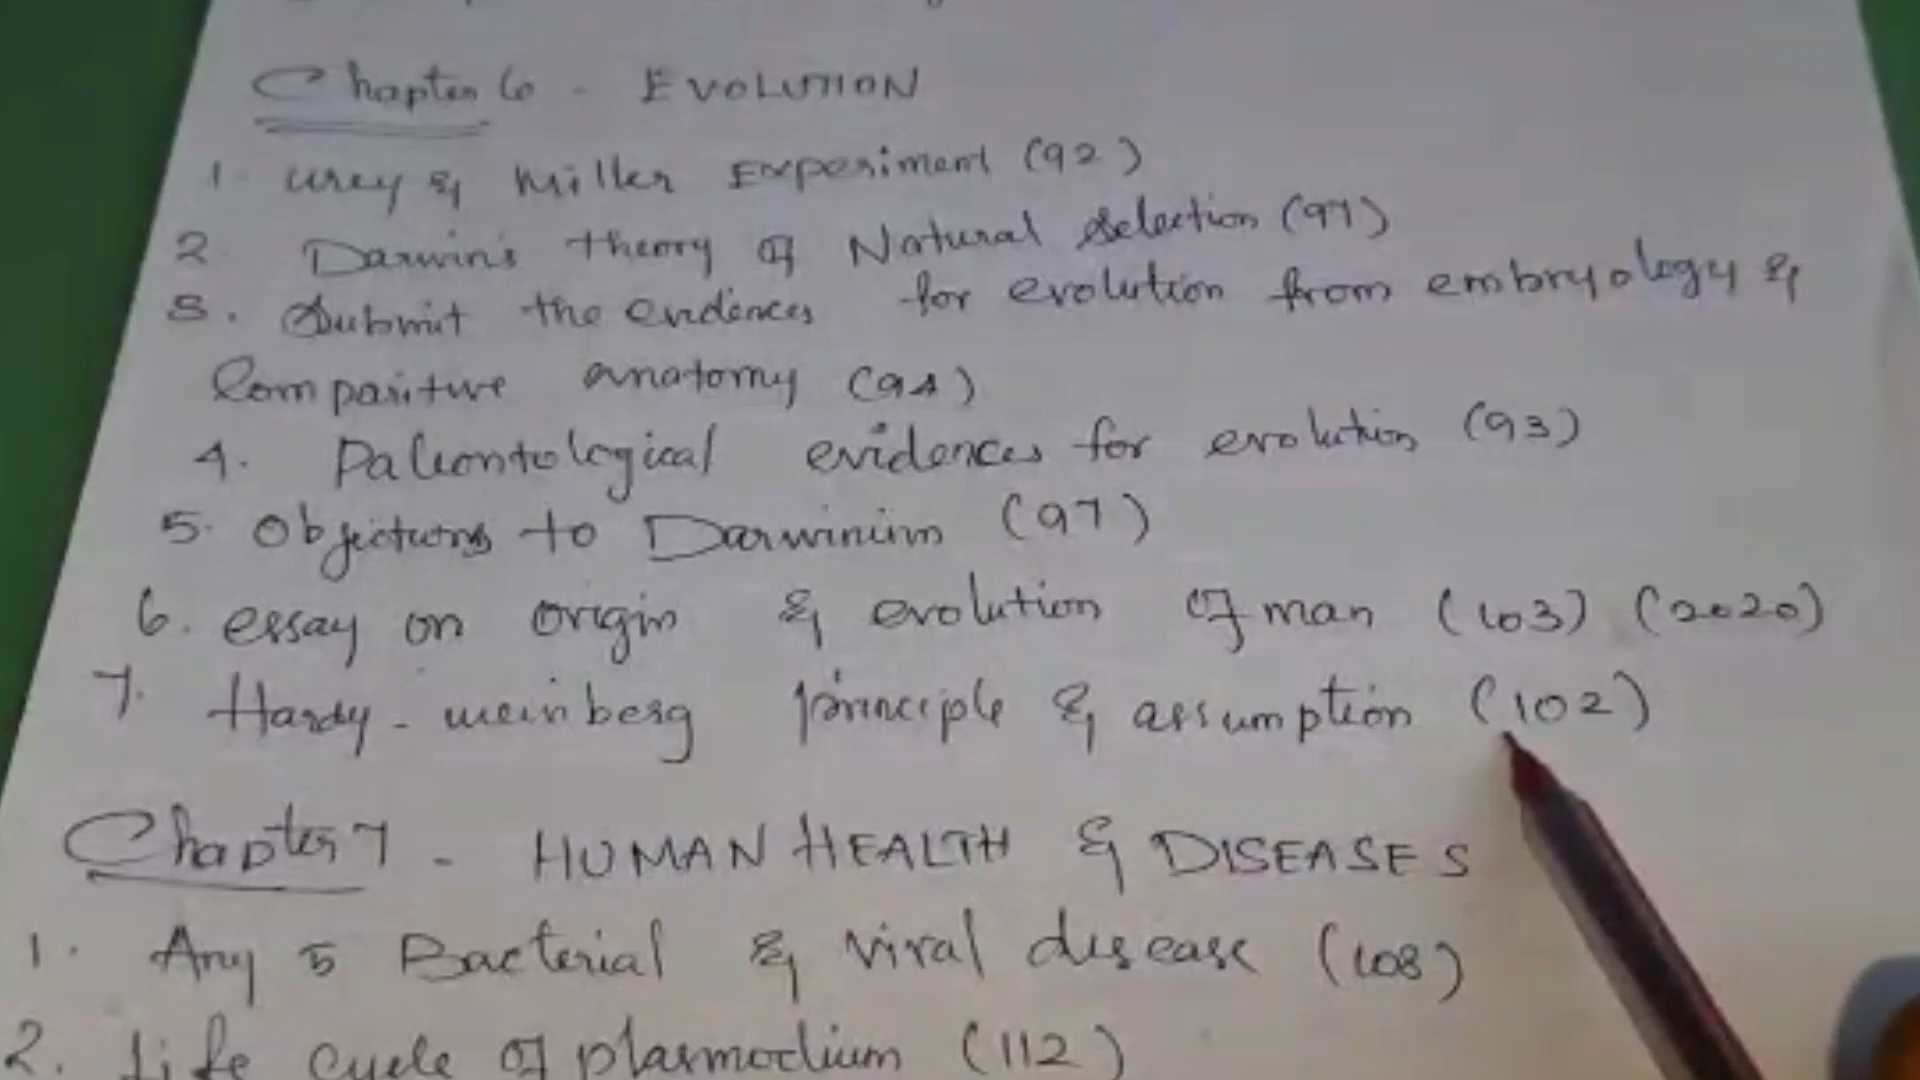 Chapter 6 - EVOLUTION
1. Urey & Miller Experiment (92)
2. Darwin's theory of Natural Selection (97)
3. Submit the evidences for evolution from embryology &
Comparitive anatomy (94)
4. Paleontological evidences for evolution (93)
5. Objections to Darwinism (97)
6. essay on origin & evolution of man (103) (2020)
7. Hardy - weinberg principle & assumption (102)
Chapter 7 - HUMAN HEALTH & DISEASES
1. Any 5 Bacterial & viral disease (108)
2. Life cycle of plasmodium (112)